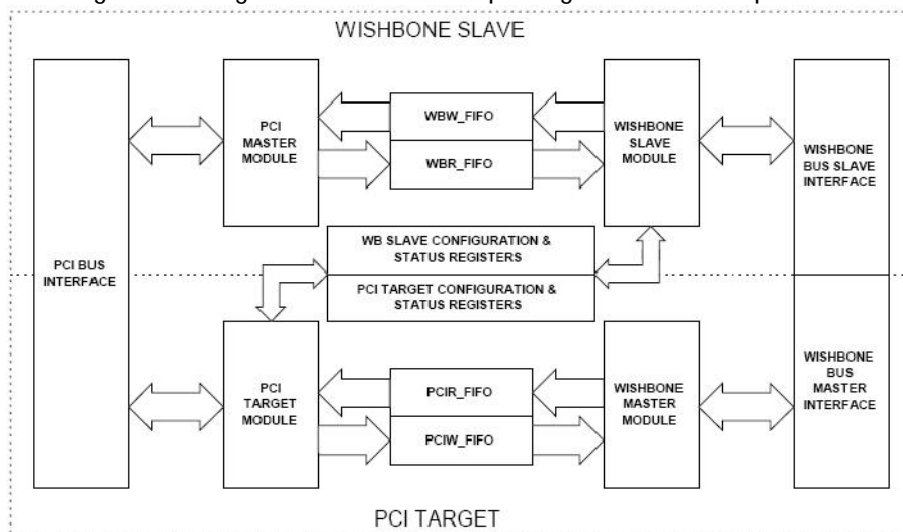 WISHBONE SLAVE
PCI BUS
INTERFACE
PCI
MASTER
MODULE
WBW_FIFO
WBR_FIFO
WISHBONE
SLAVE
MODULE
WISHBONE
BUS SLAVE
INTERFACE
WB SLAVE CONFIGURATION &
STATUS REGISTERS
PCI TARGET CONFIGURATION &
STATUS REGISTERS
PCI
TARGET
MODULE
PCIR_FIFO
PCIW_FIFO
WISHBONE
MASTER
MODULE
WISHBONE
BUS
MASTER
INTERFACE
PCI TARGET